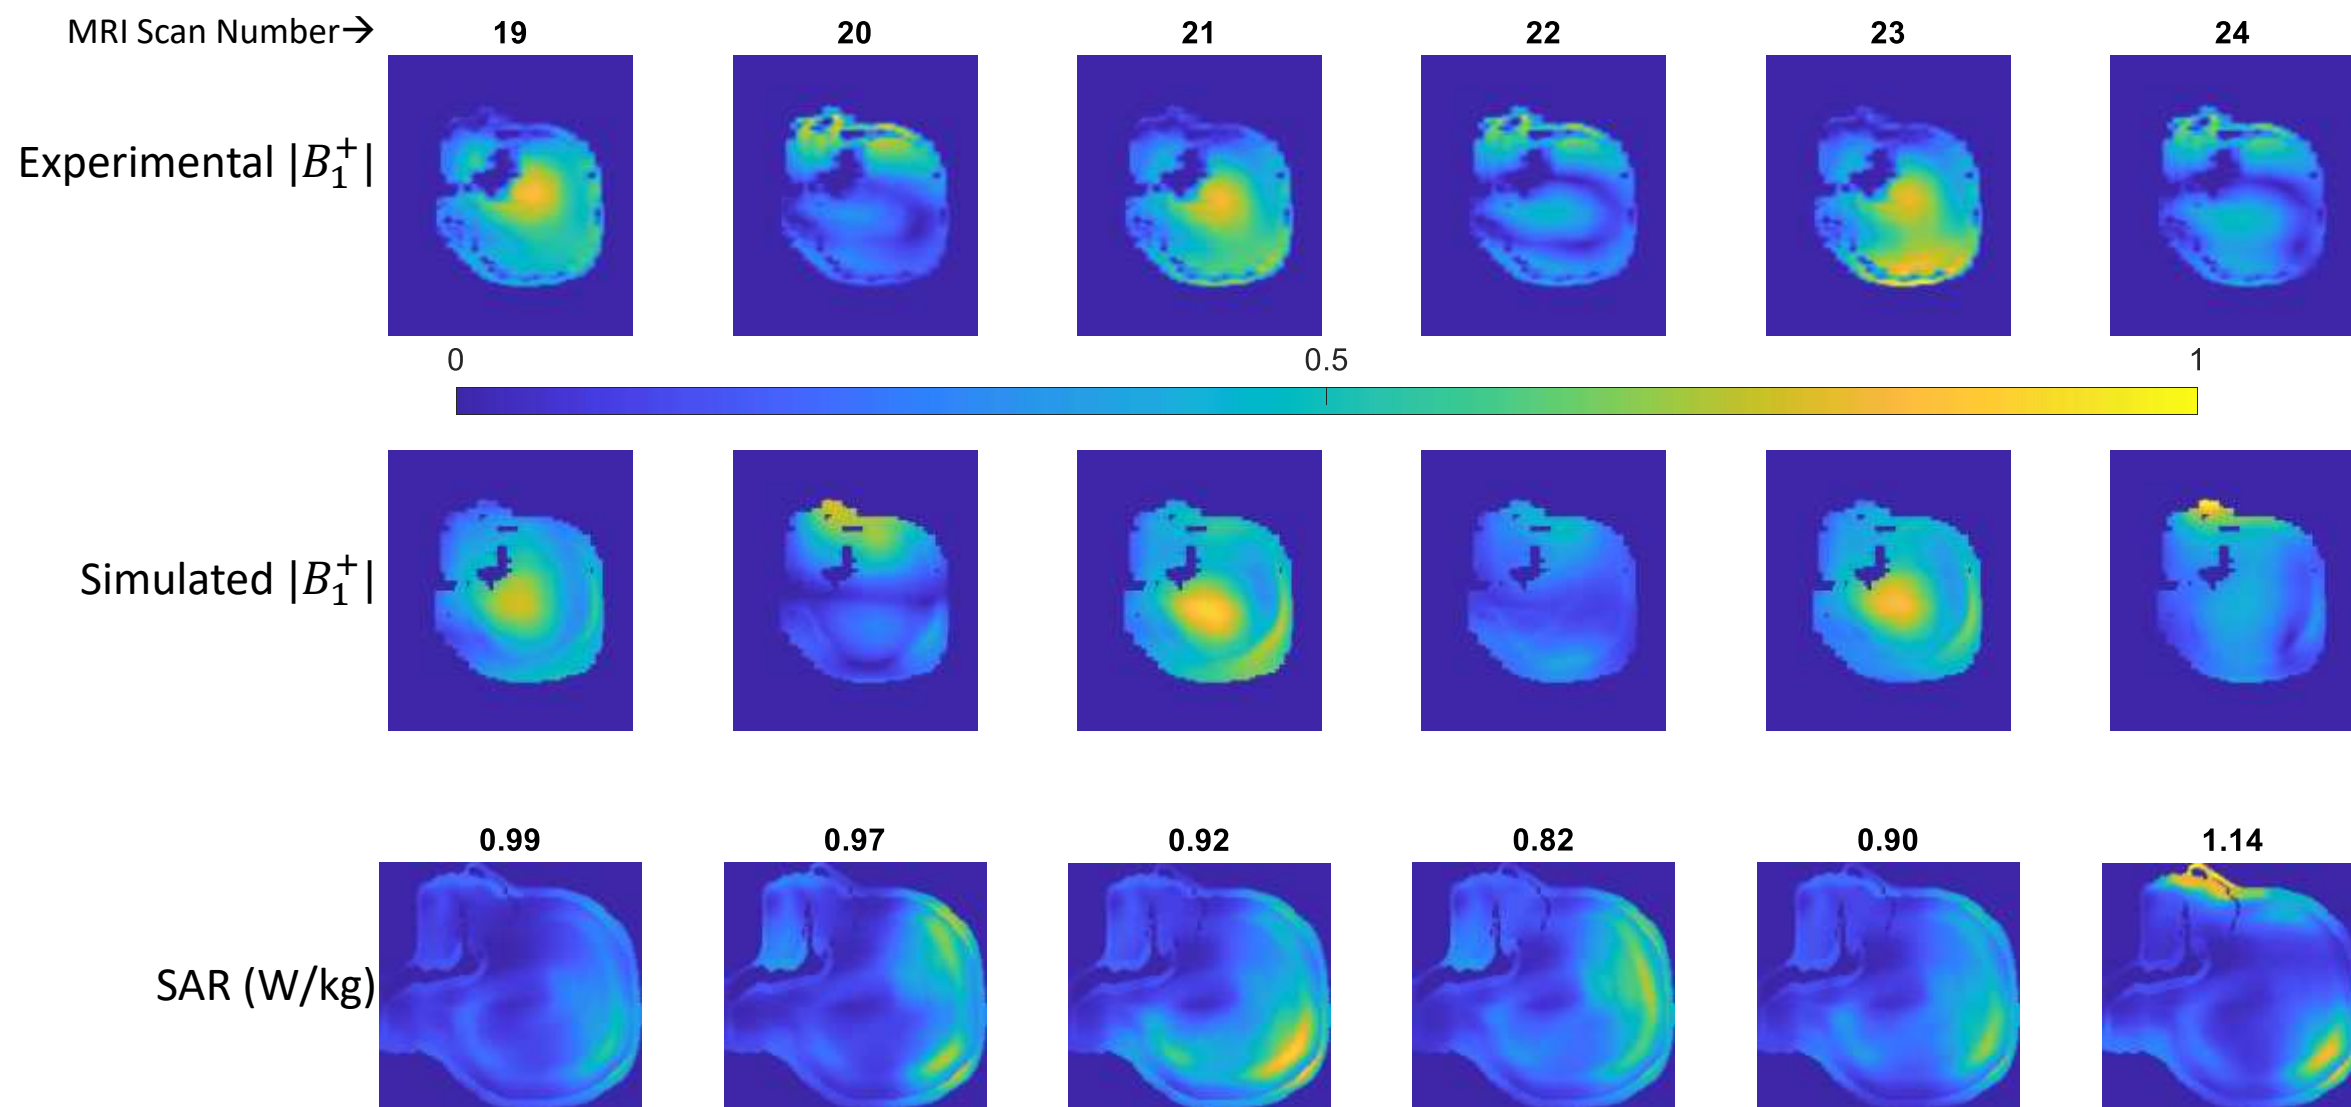 MRI Scan Number→ 19 20 21 22 23 24
Experimental |B₁⁺|
0 0.5 1
Simulated |B₁⁺|
0.99 0.97 0.92 0.82 0.90 1.14
SAR (W/kg)